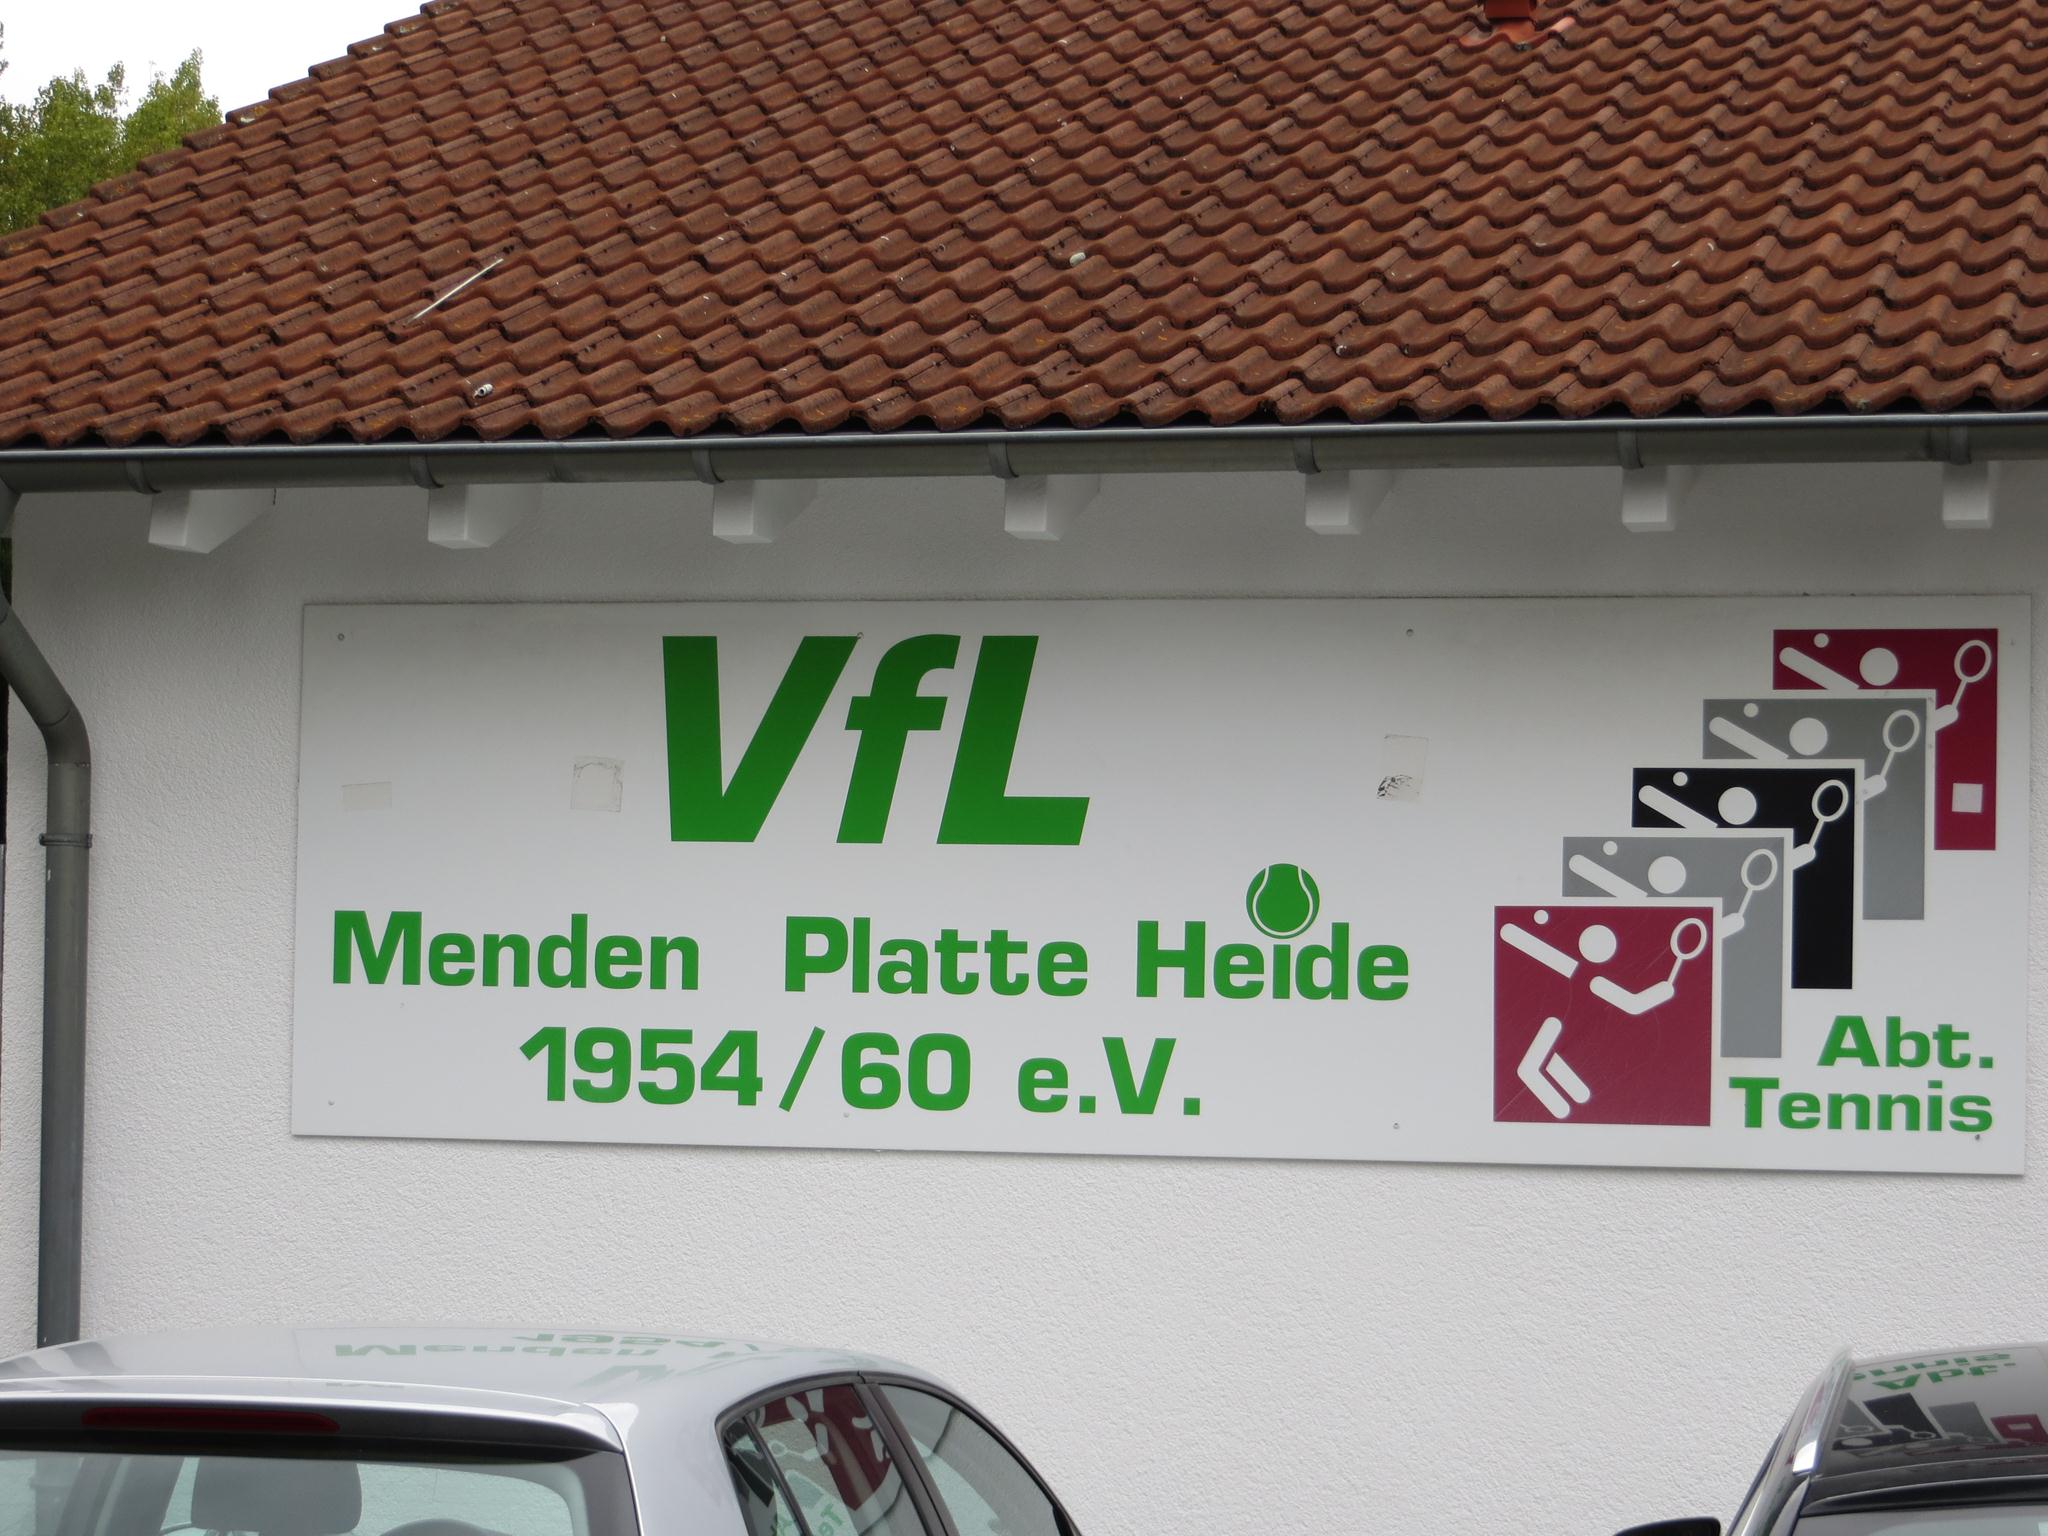 VfL
Menden Platte Heide
1954/60 e.V.
Abt.
Tennis